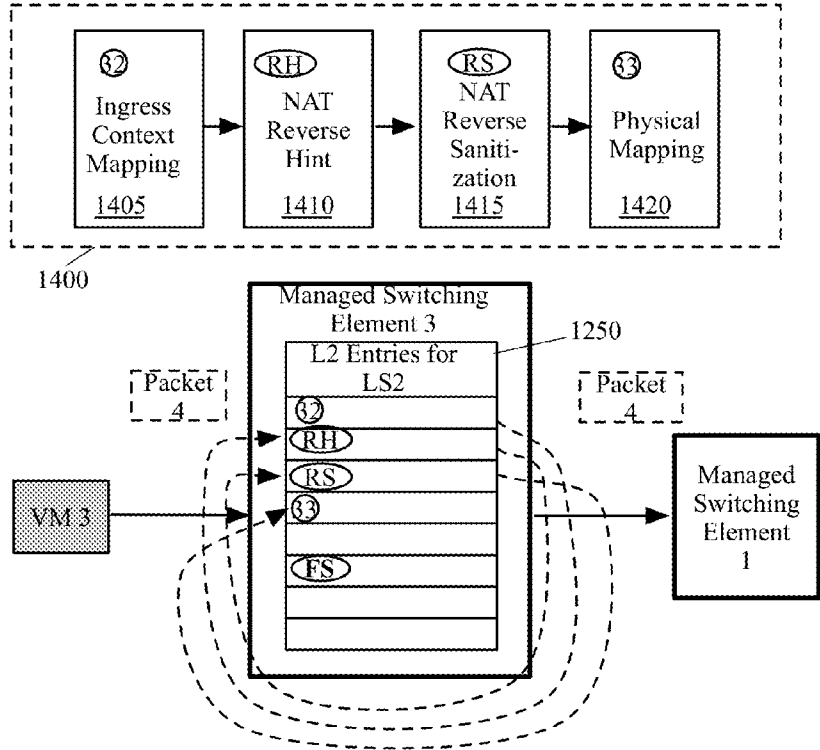 32
Ingress
Context
Mapping
1405
RH
NAT
Reverse
Hint
1410
RS
NAT
Reverse
Saniti-
zation
1415
33
Physical
Mapping
1420
1400
Managed Switching
Element 3
1250
L2 Entries for
LS2
Packet
4
Packet
4
32
RH
RS
33
FS
VM 3
Managed
Switching
Element
1